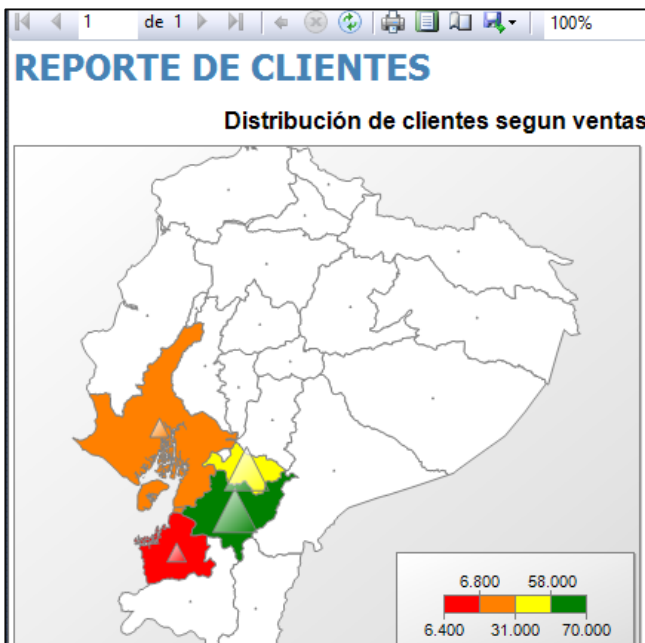 1 de 1 100%
REPORTE DE CLIENTES
Distribución de clientes segun ventas
6.800 58.000
6.400 31.000 70.000